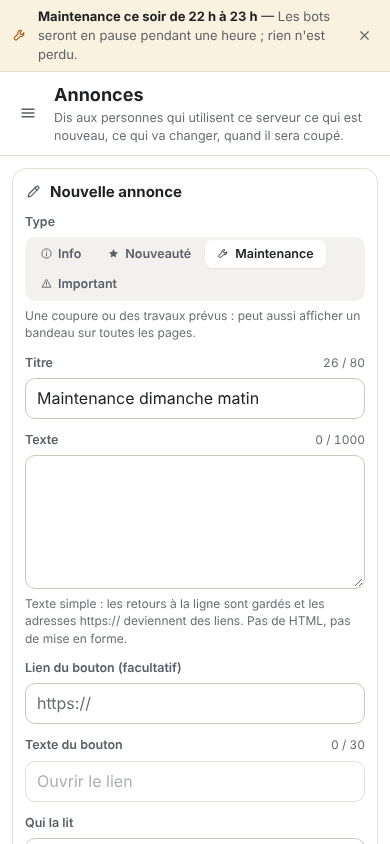 Maintenance ce soir de 22 h à 23 h — Les bots
seront en pause pendant une heure ; rien n'est
perdu.
Annonces
Dis aux personnes qui utilisent ce serveur ce qui est
nouveau, ce qui va changer, quand il sera coupé.
Nouvelle annonce
Type
Info Nouveauté Maintenance
Important
Une coupure ou des travaux prévus : peut aussi afficher un
bandeau sur toutes les pages.
Titre 26 / 80
Maintenance dimanche matin
Texte 0 / 1000
Texte simple : les retours à la ligne sont gardés et les
adresses https:// deviennent des liens. Pas de HTML, pas
de mise en forme.
Lien du bouton (facultatif)
https://
Texte du bouton 0 / 30
Ouvrir le lien
Qui la lit